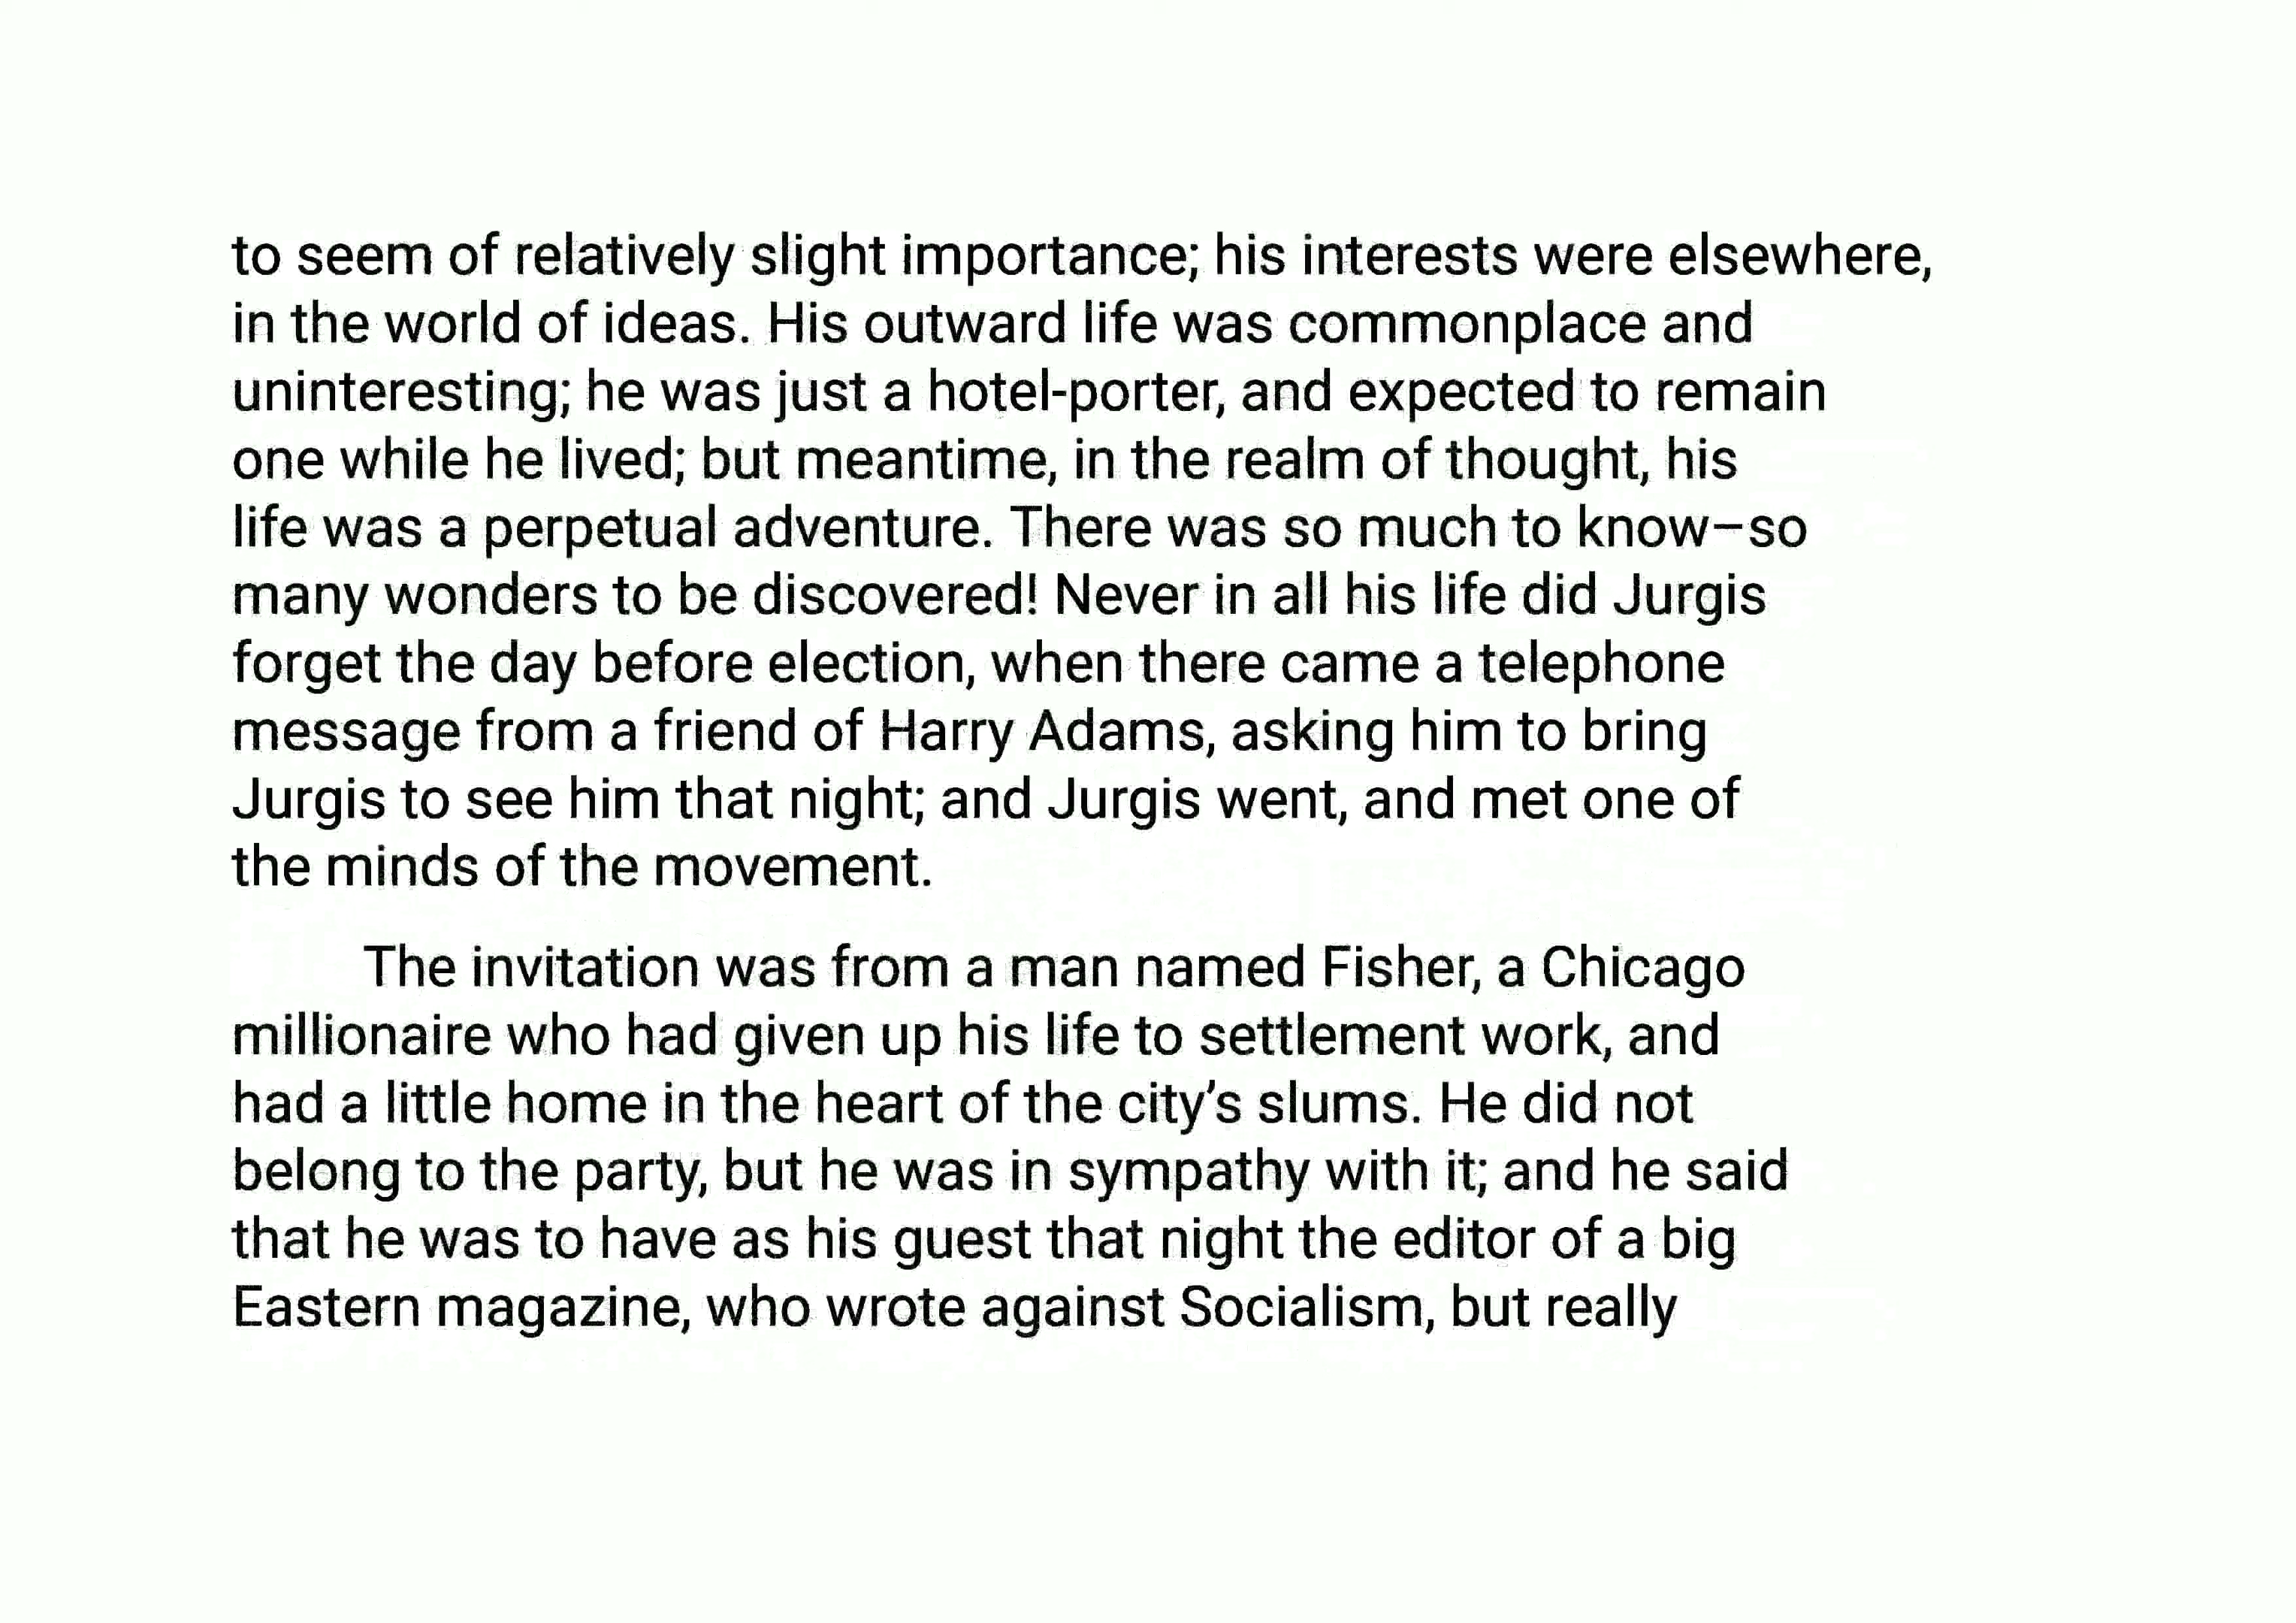 to seem of relatively slight importance; his interests were elsewhere,
in the world of ideas. His outward life was commonplace and
uninteresting; he was just a hotel-porter, and expected to remain
one while he lived; but meantime, in the realm of thought, his
life was a perpetual adventure. There was so much to know–so
many wonders to be discovered! Never in all his life did Jurgis
forget the day before election, when there came a telephone
message from a friend of Harry Adams, asking him to bring
Jurgis to see him that night; and Jurgis went, and met one of
the minds of the movement.
The invitation was from a man named Fisher, a Chicago
millionaire who had given up his life to settlement work, and
had a little home in the heart of the city’s slums. He did not
belong to the party, but he was in sympathy with it; and he said
that he was to have as his guest that night the editor of a big
Eastern magazine, who wrote against Socialism, but really